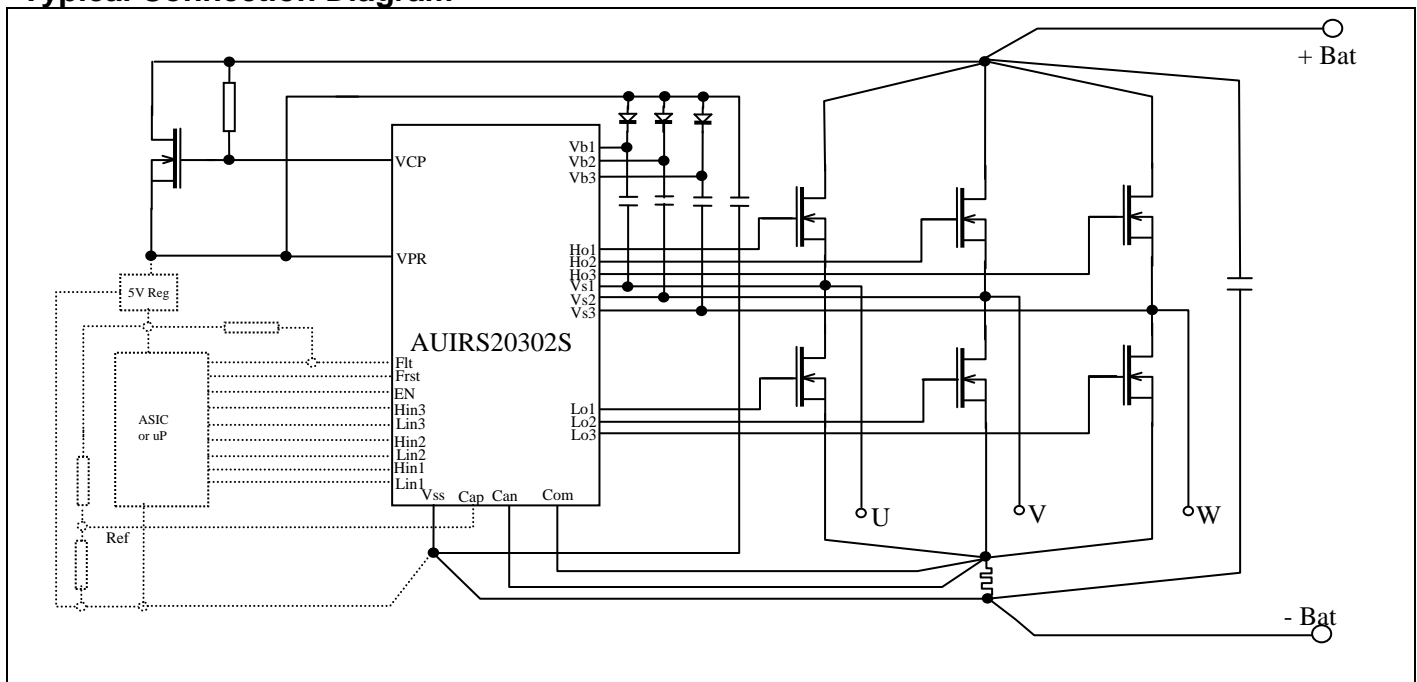 Typical Connection Diagram
+ Bat
VCP
Vb1
Vb2
Vb3
VPR
Ho1
Ho2
Ho3
Vs1
Vs2
Vs3
5V Reg
AUIRS20302S
Flt
Frst
EN
Hin3
Lin3
Hin2
Lin2
Hin1
Lin1
ASIC
or uP
Lo1
Lo2
Lo3
Vss
Cap
Can
Com
Ref
U
V
W
- Bat